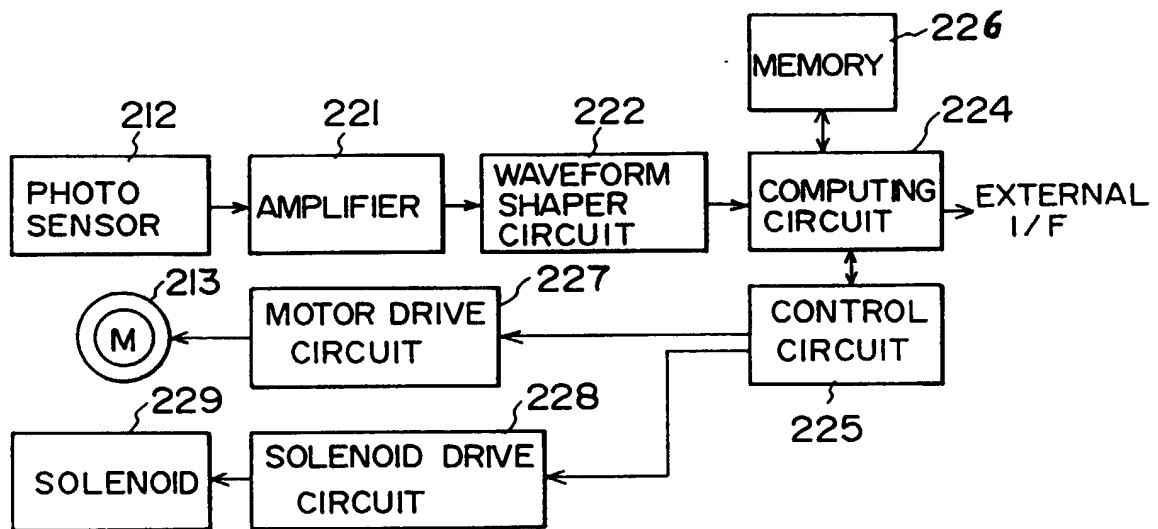 226
MEMORY
212
221
222
224
PHOTO
SENSOR
AMPLIFIER
WAVEFORM
SHAPER
CIRCUIT
COMPUTING
CIRCUIT
EXTERNAL
I/F
213
227
M
MOTOR DRIVE
CIRCUIT
CONTROL
CIRCUIT
225
229
228
SOLENOID
SOLENOID DRIVE
CIRCUIT